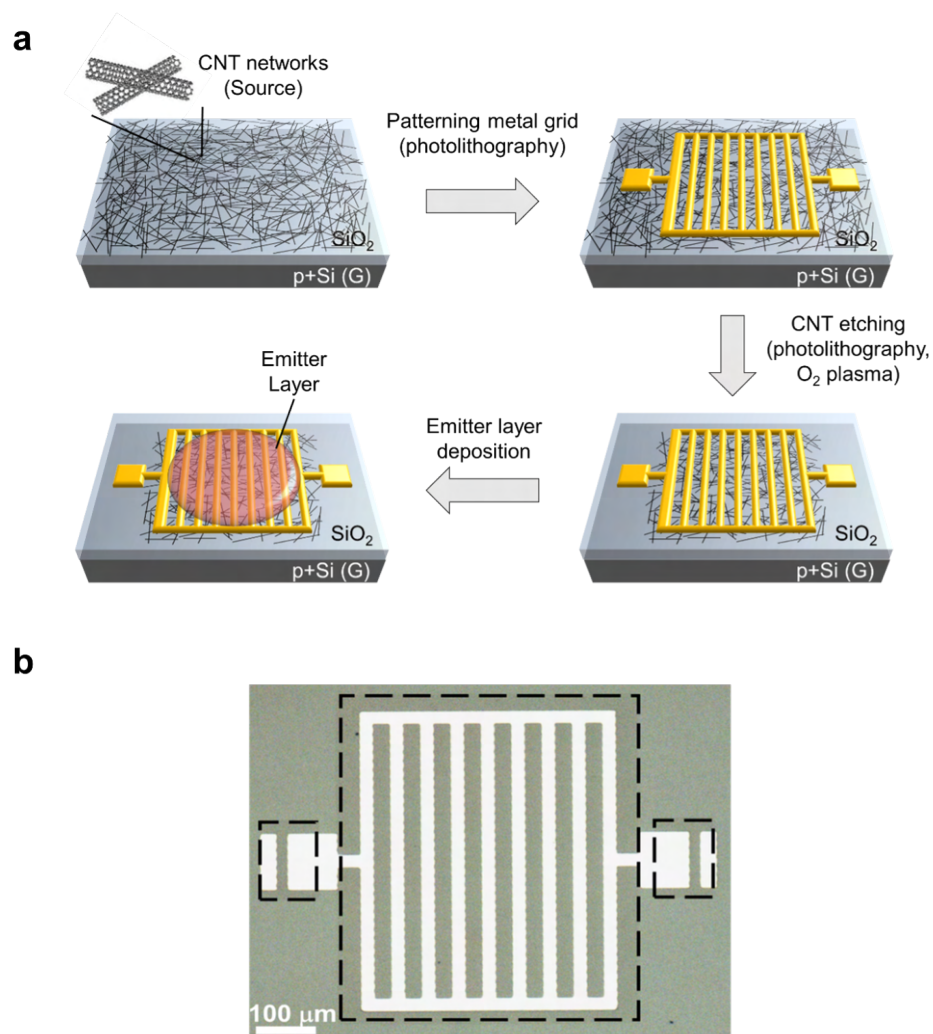 a
CNT networks
(Source)
SiO₂
p+Si (G)
Patterning metal grid
(photolithography)
SiO₂
p+Si (G)
CNT etching
(photolithography,
O₂ plasma)
Emitter
Layer
SiO₂
p+Si (G)
Emitter layer
deposition
SiO₂
p+Si (G)
b
100 μm